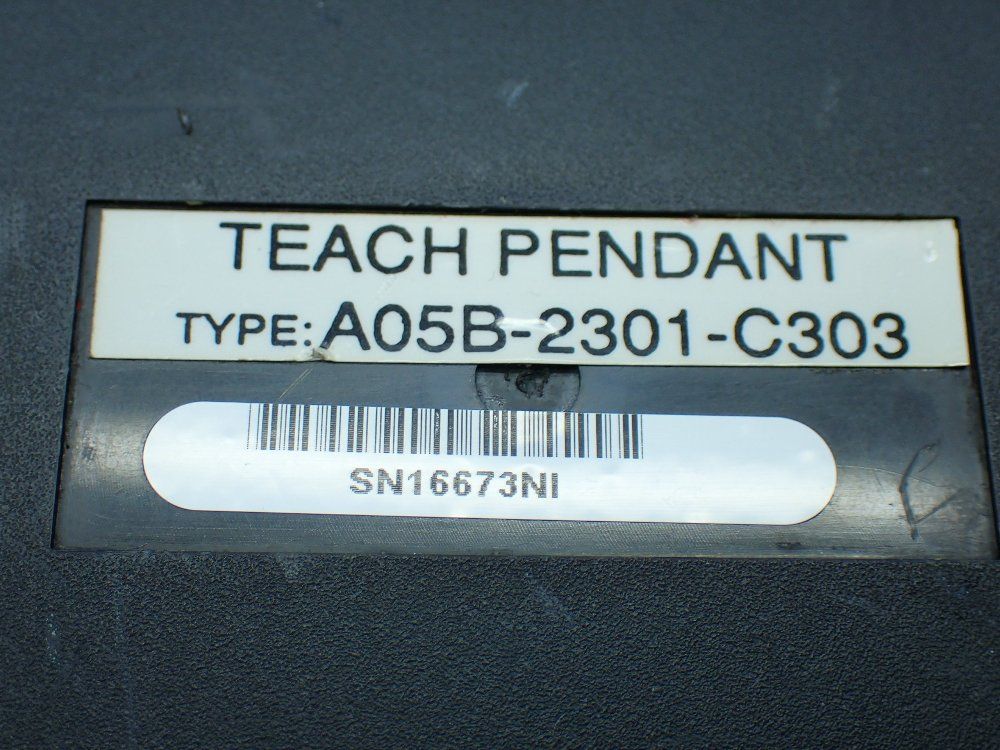 TEACH PENDANT
TYPE: A05B-2301-C303
SN16673NI